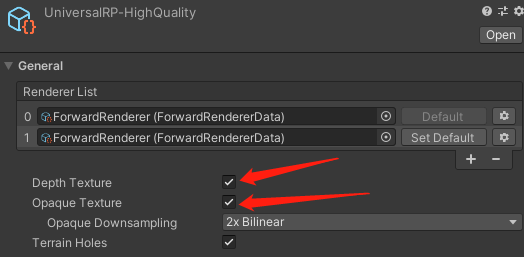 UniversalRP-HighQuality
Open
General
Renderer List
0 ForwardRenderer (ForwardRendererData) Default
1 ForwardRenderer (ForwardRendererData) Set Default
+ −
Depth Texture
Opaque Texture
Opaque Downsampling 2x Bilinear
Terrain Holes